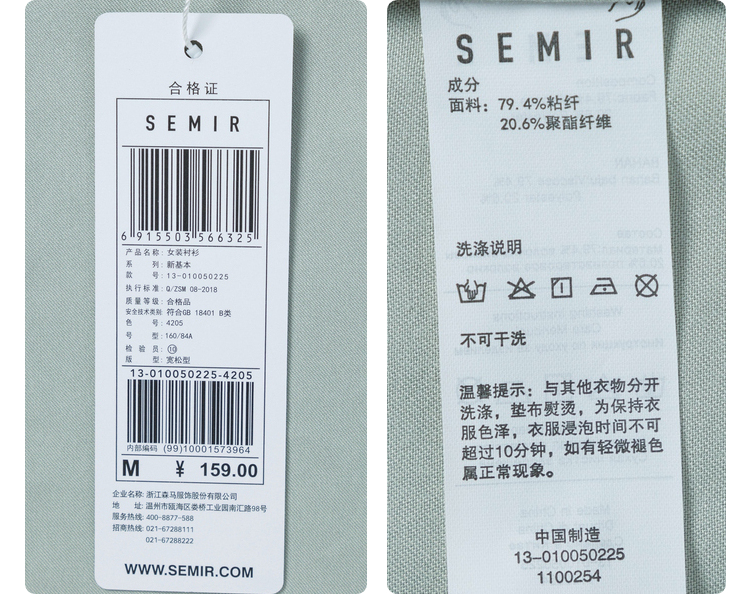 合格证
SEMIR
6 915503 566325
产品名称: 女装衬衫
系 列: 新基本
款 号: 13-010050225
执行标准: Q/ZSM 08-2018
质量等级: 合格品
安全技术类别: 符合GB 18401 B类
色 号: 4205
号 型: 160/84A
检 验 员: ⑩
版 型: 宽松型
13-010050225-4205
内部编码 (99)10001573964
M ¥ 159.00
企业名称: 浙江森马服饰股份有限公司
地 址: 温州市瓯海区娄桥工业园南汇路98号
服务热线: 400-8877-588
招商热线: 021-67288111
021-67288222
WWW.SEMIR.COM
SEMIR
成分
面料: 79.4%粘纤
20.6%聚酯纤维
洗涤说明
不可干洗
温馨提示: 与其他衣物分开
洗涤, 垫布熨烫, 为保持衣
服色泽, 衣服浸泡时间不可
超过10分钟, 如有轻微褪色
属正常现象。
中国制造
13-010050225
1100254